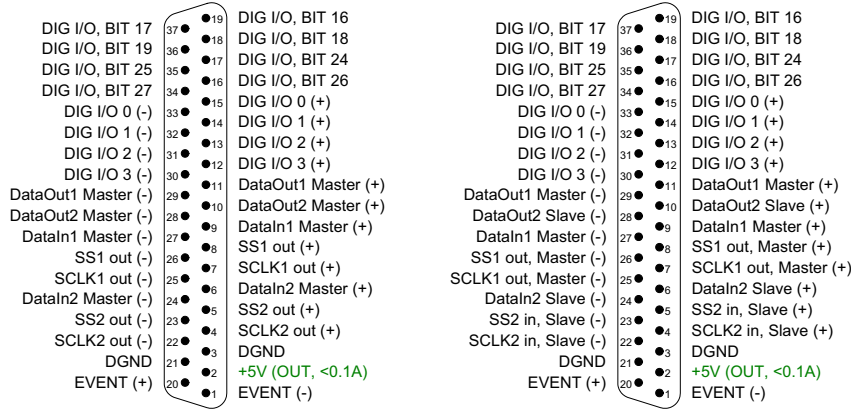 DIG I/O, BIT 17 37
DIG I/O, BIT 19 36
DIG I/O, BIT 25 35
DIG I/O, BIT 27 34
DIG I/O 0 (-) 33
DIG I/O 1 (-) 32
DIG I/O 2 (-) 31
DIG I/O 3 (-) 30
DataOut1 Master (-) 29
DataOut2 Master (-) 28
DataIn1 Master (-) 27
SS1 out (-) 26
SCLK1 out (-) 25
DataIn2 Master (-) 24
SS2 out (-) 23
SCLK2 out (-) 22
DGND 21
EVENT (+) 20
19 DIG I/O, BIT 16
18 DIG I/O, BIT 18
17 DIG I/O, BIT 24
16 DIG I/O, BIT 26
15 DIG I/O 0 (+)
14 DIG I/O 1 (+)
13 DIG I/O 2 (+)
12 DIG I/O 3 (+)
11 DataOut1 Master (+)
10 DataOut2 Master (+)
9 DataIn1 Master (+)
8 SS1 out (+)
7 SCLK1 out (+)
6 DataIn2 Master (+)
5 SS2 out (+)
4 SCLK2 out (+)
3 DGND
2 +5V (OUT, <0.1A)
1 EVENT (-)
DIG I/O, BIT 17 37
DIG I/O, BIT 19 36
DIG I/O, BIT 25 35
DIG I/O, BIT 27 34
DIG I/O 0 (-) 33
DIG I/O 1 (-) 32
DIG I/O 2 (-) 31
DIG I/O 3 (-) 30
DataOut1 Master (-) 29
DataOut2 Slave (-) 28
DataIn1 Master (-) 27
SS1 out, Master (-) 26
SCLK1 out, Master (-) 25
DataIn2 Slave (-) 24
SS2 in, Slave (-) 23
SCLK2 in, Slave (-) 22
DGND 21
EVENT (+) 20
19 DIG I/O, BIT 16
18 DIG I/O, BIT 18
17 DIG I/O, BIT 24
16 DIG I/O, BIT 26
15 DIG I/O 0 (+)
14 DIG I/O 1 (+)
13 DIG I/O 2 (+)
12 DIG I/O 3 (+)
11 DataOut1 Master (+)
10 DataOut2 Slave (+)
9 DataIn1 Master (+)
8 SS1 out, Master (+)
7 SCLK1 out, Master (+)
6 DataIn2 Slave (+)
5 SS2 in, Slave (+)
4 SCLK2 in, Slave (+)
3 DGND
2 +5V (OUT, <0.1A)
1 EVENT (-)